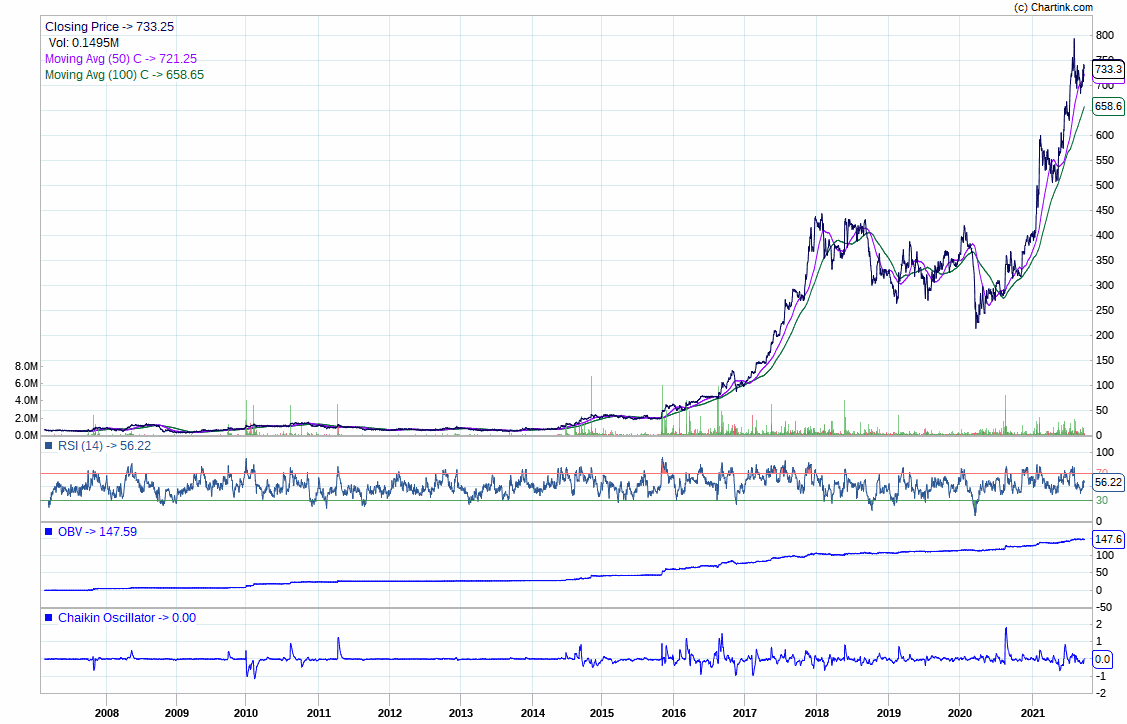 (c) Chartink.com
Closing Price -> 733.25
Vol: 0.1495M
Moving Avg (50) C -> 721.25
Moving Avg (100) C -> 658.65
800
750
733.3
700
658.6
600
550
500
450
400
350
300
250
200
150
100
50
0
8.0M
6.0M
4.0M
2.0M
0.0M
RSI (14) -> 56.22
100
70
56.22
30
0
OBV -> 147.59
147.6
100
50
0
-50
Chaikin Oscillator -> 0.00
2
1
0.0
-1
-2
2008 2009 2010 2011 2012 2013 2014 2015 2016 2017 2018 2019 2020 2021